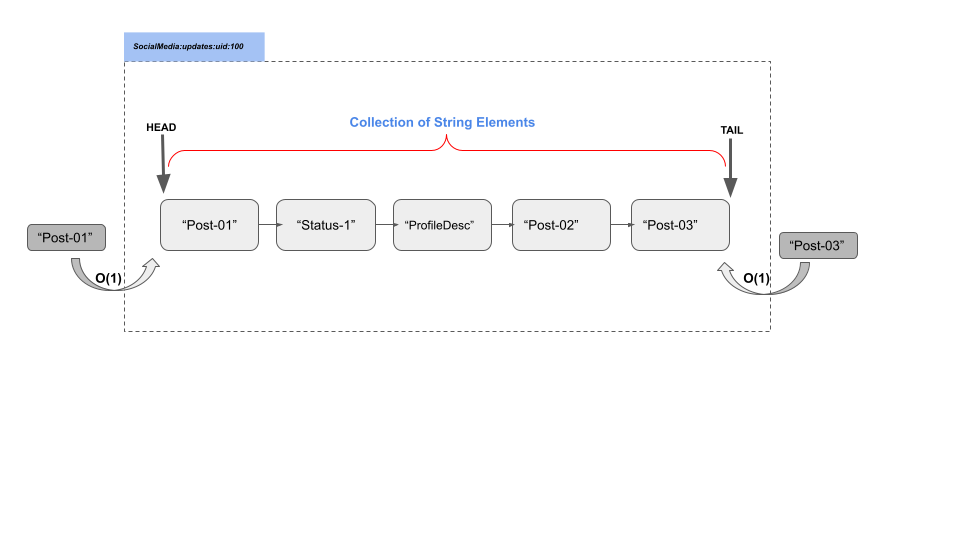 SocialMedia:updates:uid:100
Collection of String Elements
HEAD
TAIL
“Post-01”
“Status-1”
“ProfileDesc”
“Post-02”
“Post-03”
“Post-01”
“Post-03”
O(1)
O(1)